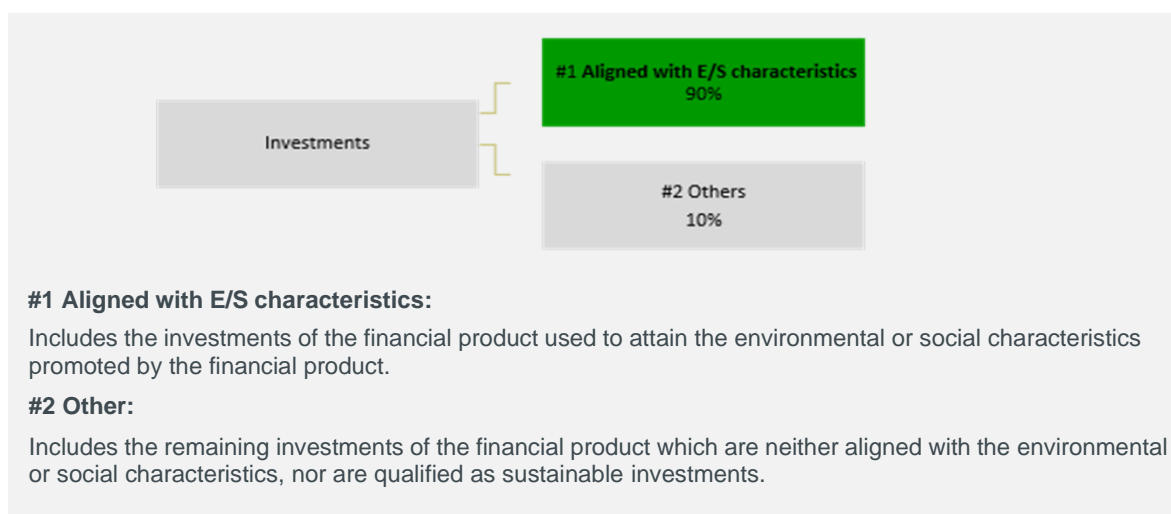 #1 Aligned with E/S characteristics
90%
Investments
#2 Others
10%
#1 Aligned with E/S characteristics:
Includes the investments of the financial product used to attain the environmental or social characteristics
promoted by the financial product.
#2 Other:
Includes the remaining investments of the financial product which are neither aligned with the environmental
or social characteristics, nor are qualified as sustainable investments.